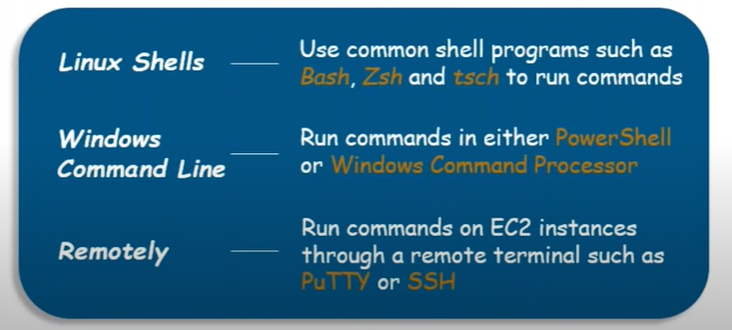 Linux Shells
Use common shell programs such as
Bash, Zsh and tsch to run commands
Windows
Command Line
Run commands in either PowerShell
or Windows Command Processor
Remotely
Run commands on EC2 instances
through a remote terminal such as
PuTTY or SSH